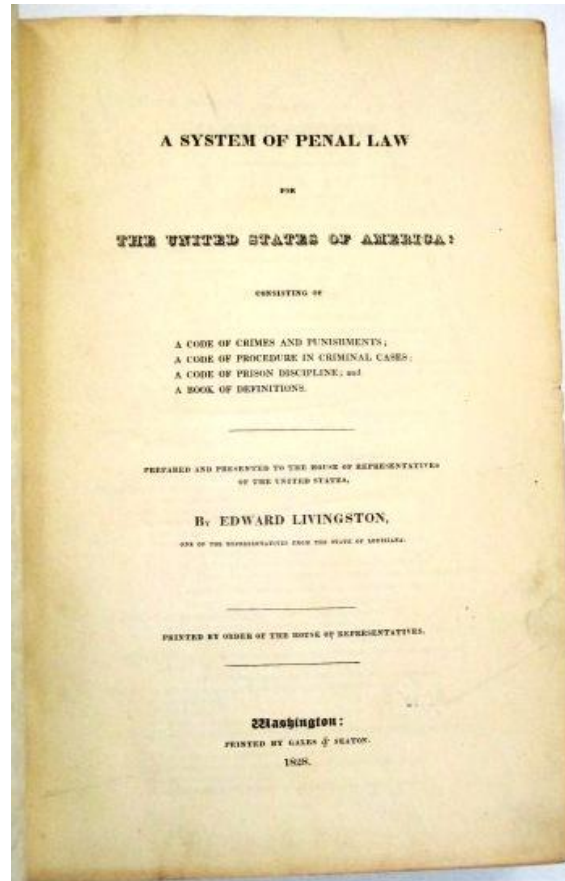 A SYSTEM OF PENAL LAW
FOR
THE UNITED STATES OF AMERICA:
CONSISTING OF
A CODE OF CRIMES AND PUNISHMENTS;
A CODE OF PROCEDURE IN CRIMINAL CASES;
A CODE OF PRISON DISCIPLINE; and
A BOOK OF DEFINITIONS.
PREPARED AND PRESENTED TO THE HOUSE OF REPRESENTATIVES
OF THE UNITED STATES,
BY EDWARD LIVINGSTON,
ONE OF THE REPRESENTATIVES FROM THE STATE OF LOUISIANA.
PRINTED BY ORDER OF THE HOUSE OF REPRESENTATIVES.
Washington:
PRINTED BY GALES & SEATON.
1828.